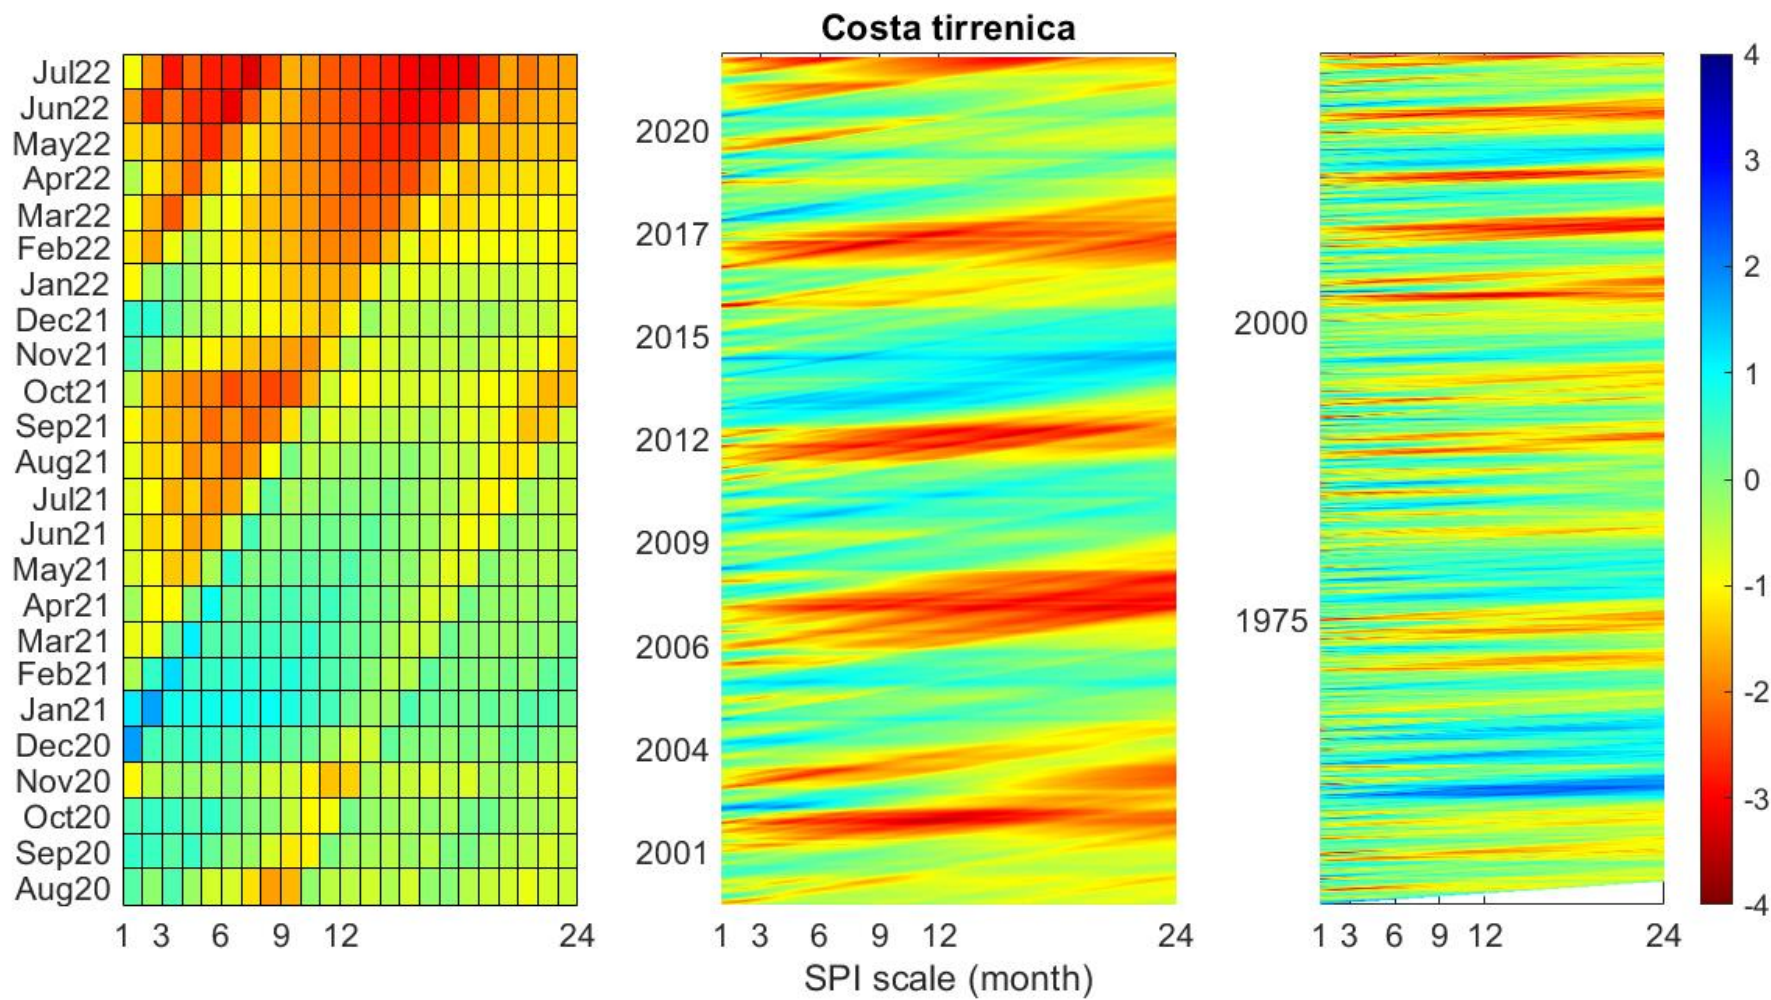 Costa tirrenica
Jul22
Jun22
May22
Apr22
Mar22
Feb22
Jan22
Dec21
Nov21
Oct21
Sep21
Aug21
Jul21
Jun21
May21
Apr21
Mar21
Feb21
Jan21
Dec20
Nov20
Oct20
Sep20
Aug20
1 3 6 9 12 24
2020
2017
2015
2012
2009
2006
2004
2001
1 3 6 9 12 24
SPI scale (month)
2000
1975
1 3 6 9 12 24
4
3
2
1
0
-1
-2
-3
-4